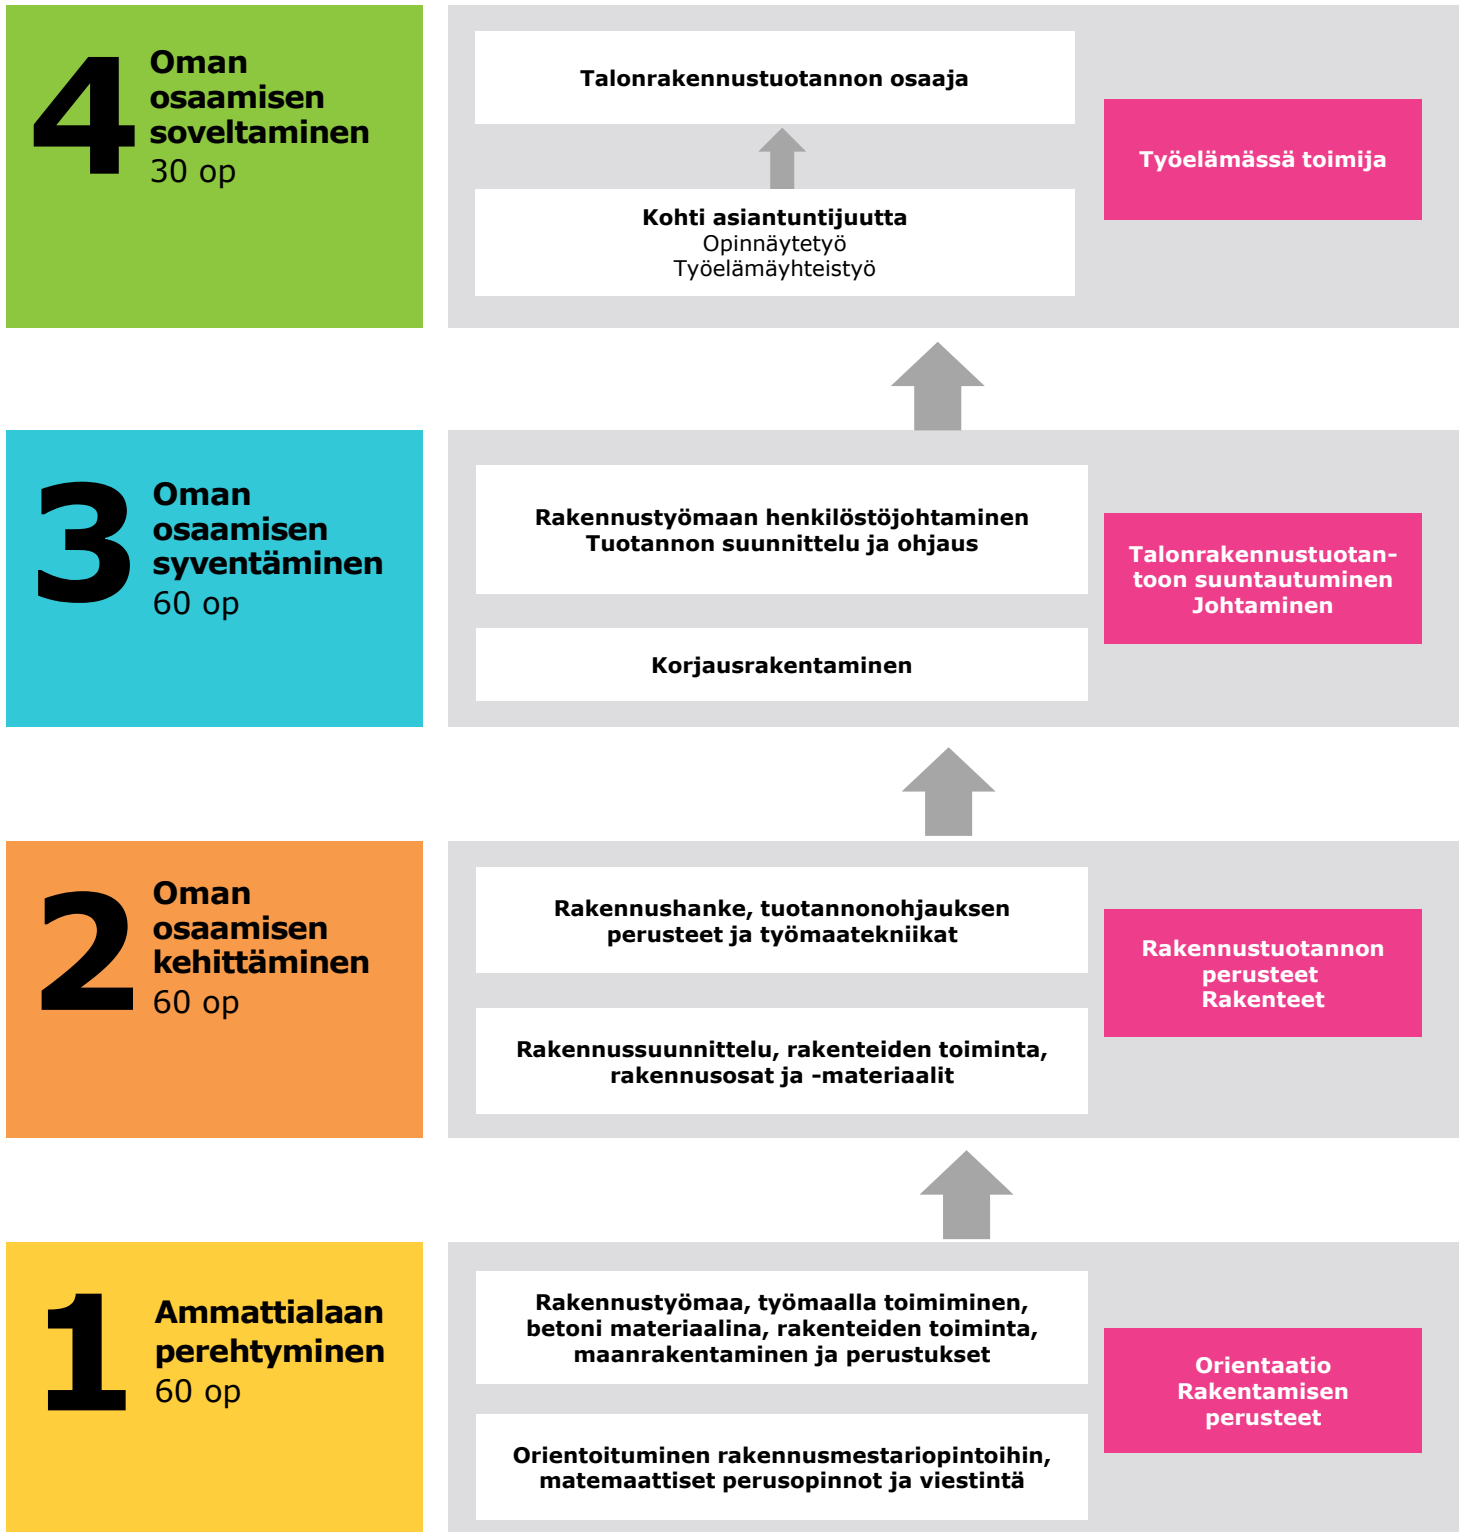 4
Oman
osaamisen
soveltaminen
30 op
Talonrakennustuotannon osaaja
Kohti asiantuntijuutta
Opinnäytetyö
Työelämäyhteistyö
Työelämässä toimija
3
Oman
osaamisen
syventäminen
60 op
Rakennustyömaan henkilöstöjohtaminen
Tuotannon suunnittelu ja ohjaus
Korjausrakentaminen
Talonrakennustuotan-
toon suuntautuminen
Johtaminen
2
Oman
osaamisen
kehittäminen
60 op
Rakennushanke, tuotannonohjauksen
perusteet ja työmaatekniikat
Rakennussuunnittelu, rakenteiden toiminta,
rakennusosat ja -materiaalit
Rakennustuotannon
perusteet
Rakenteet
1
Ammattialaan
perehtyminen
60 op
Rakennustyömaa, työmaalla toimiminen,
betoni materiaalina, rakenteiden toiminta,
maanrakentaminen ja perustukset
Orientoituminen rakennusmestariopintoihin,
matemaattiset perusopinnot ja viestintä
Orientaatio
Rakentamisen
perusteet